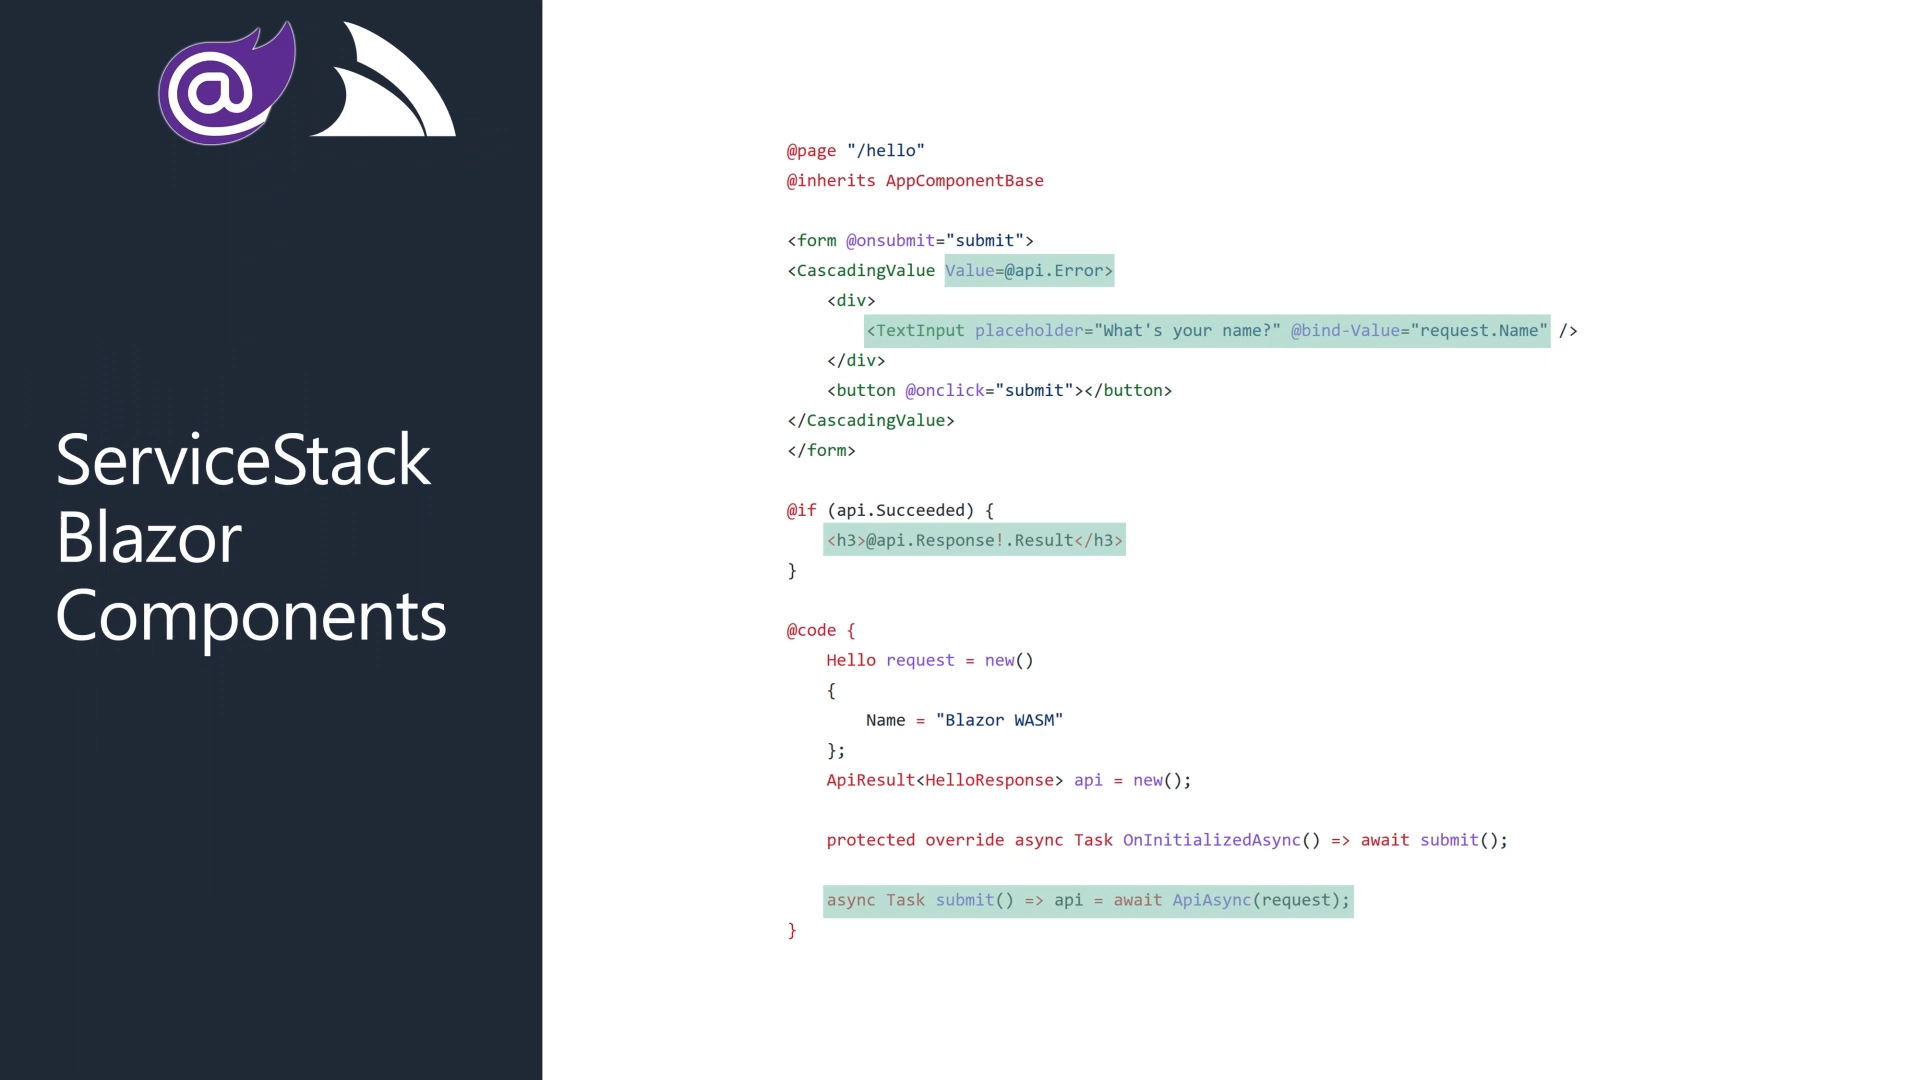 @
ServiceStack
Blazor
Components
@page "/hello"
@inherits AppComponentBase
<form @onsubmit="submit">
<CascadingValue Value=@api.Error>
    <div>
        <TextInput placeholder="What's your name?" @bind-Value="request.Name" />
    </div>
    <button @onclick="submit"></button>
</CascadingValue>
</form>
@if (api.Succeeded) {
    <h3>@api.Response!.Result</h3>
}
@code {
    Hello request = new()
    {
        Name = "Blazor WASM"
    };
    ApiResult<HelloResponse> api = new();
    protected override async Task OnInitializedAsync() => await submit();
    async Task submit() => api = await ApiAsync(request);
}